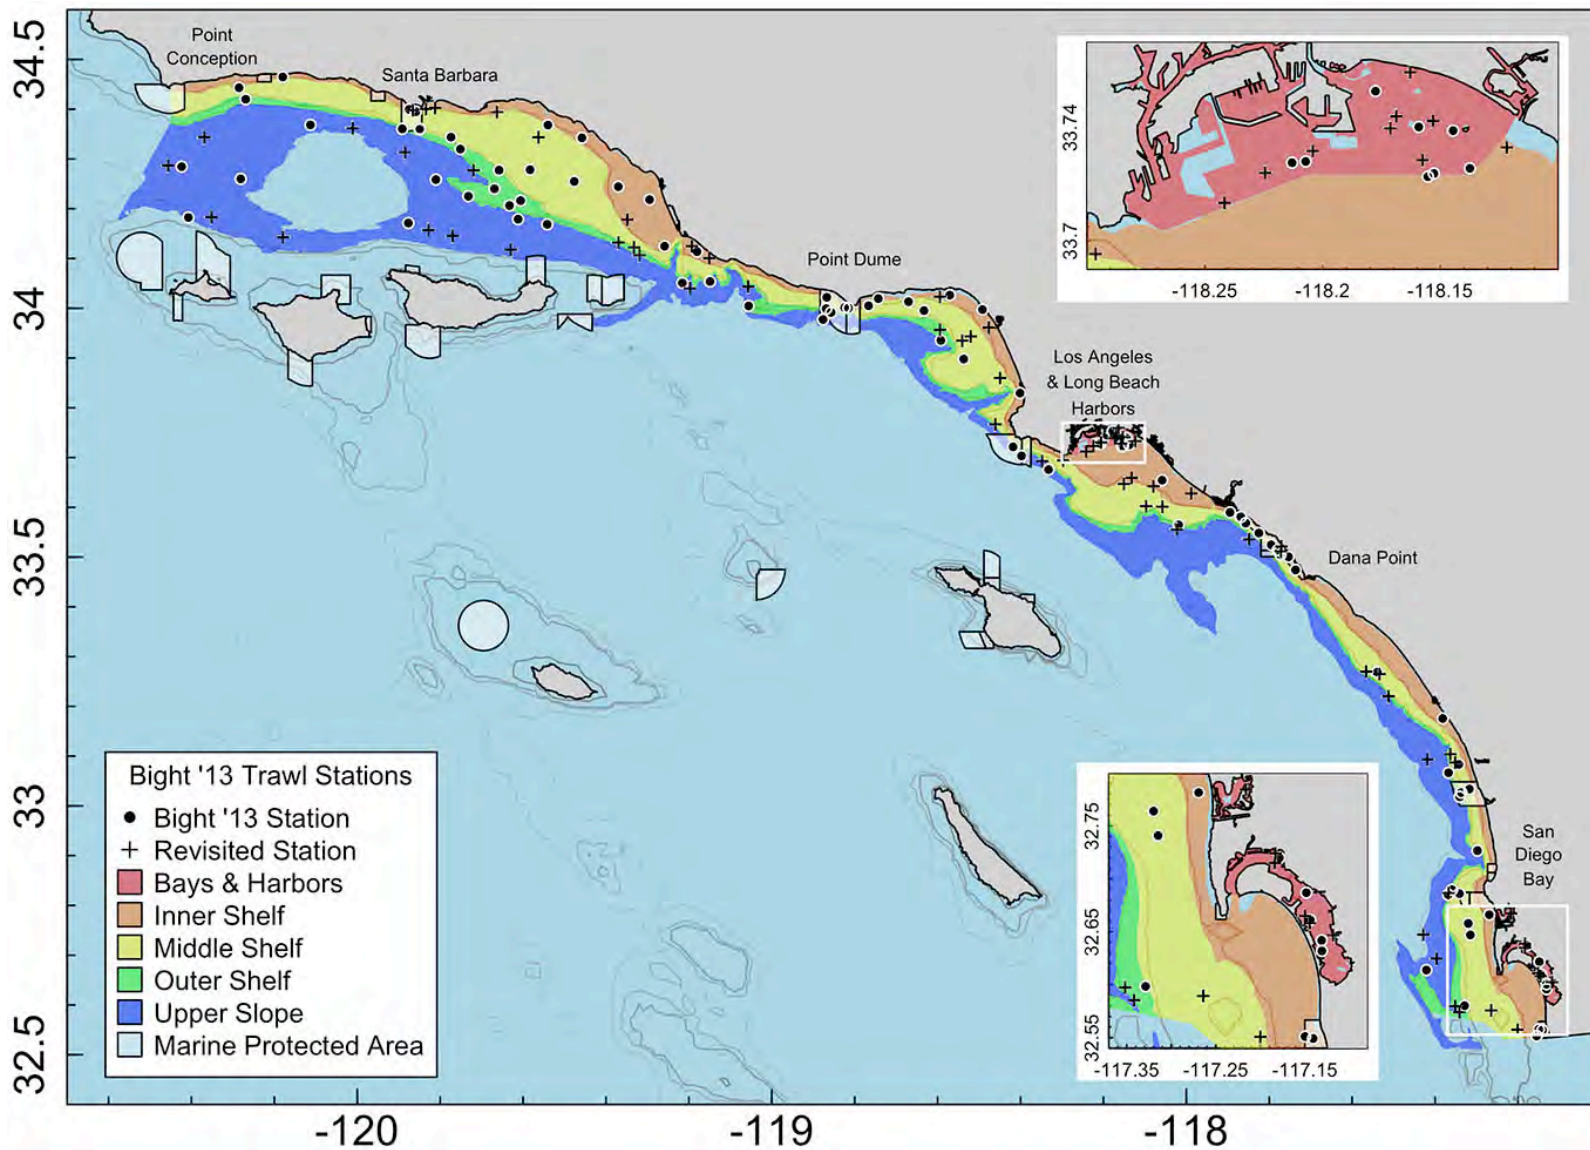 34.5
34
33.5
33
32.5
-120
-119
-118
Point
Conception
Santa Barbara
Point Dume
Los Angeles
& Long Beach
Harbors
Dana Point
San
Diego
Bay
33.74
33.7
-118.25
-118.2
-118.15
32.75
32.65
32.55
-117.35
-117.25
-117.15
Bight '13 Trawl Stations
Bight '13 Station
Revisited Station
Bays & Harbors
Inner Shelf
Middle Shelf
Outer Shelf
Upper Slope
Marine Protected Area